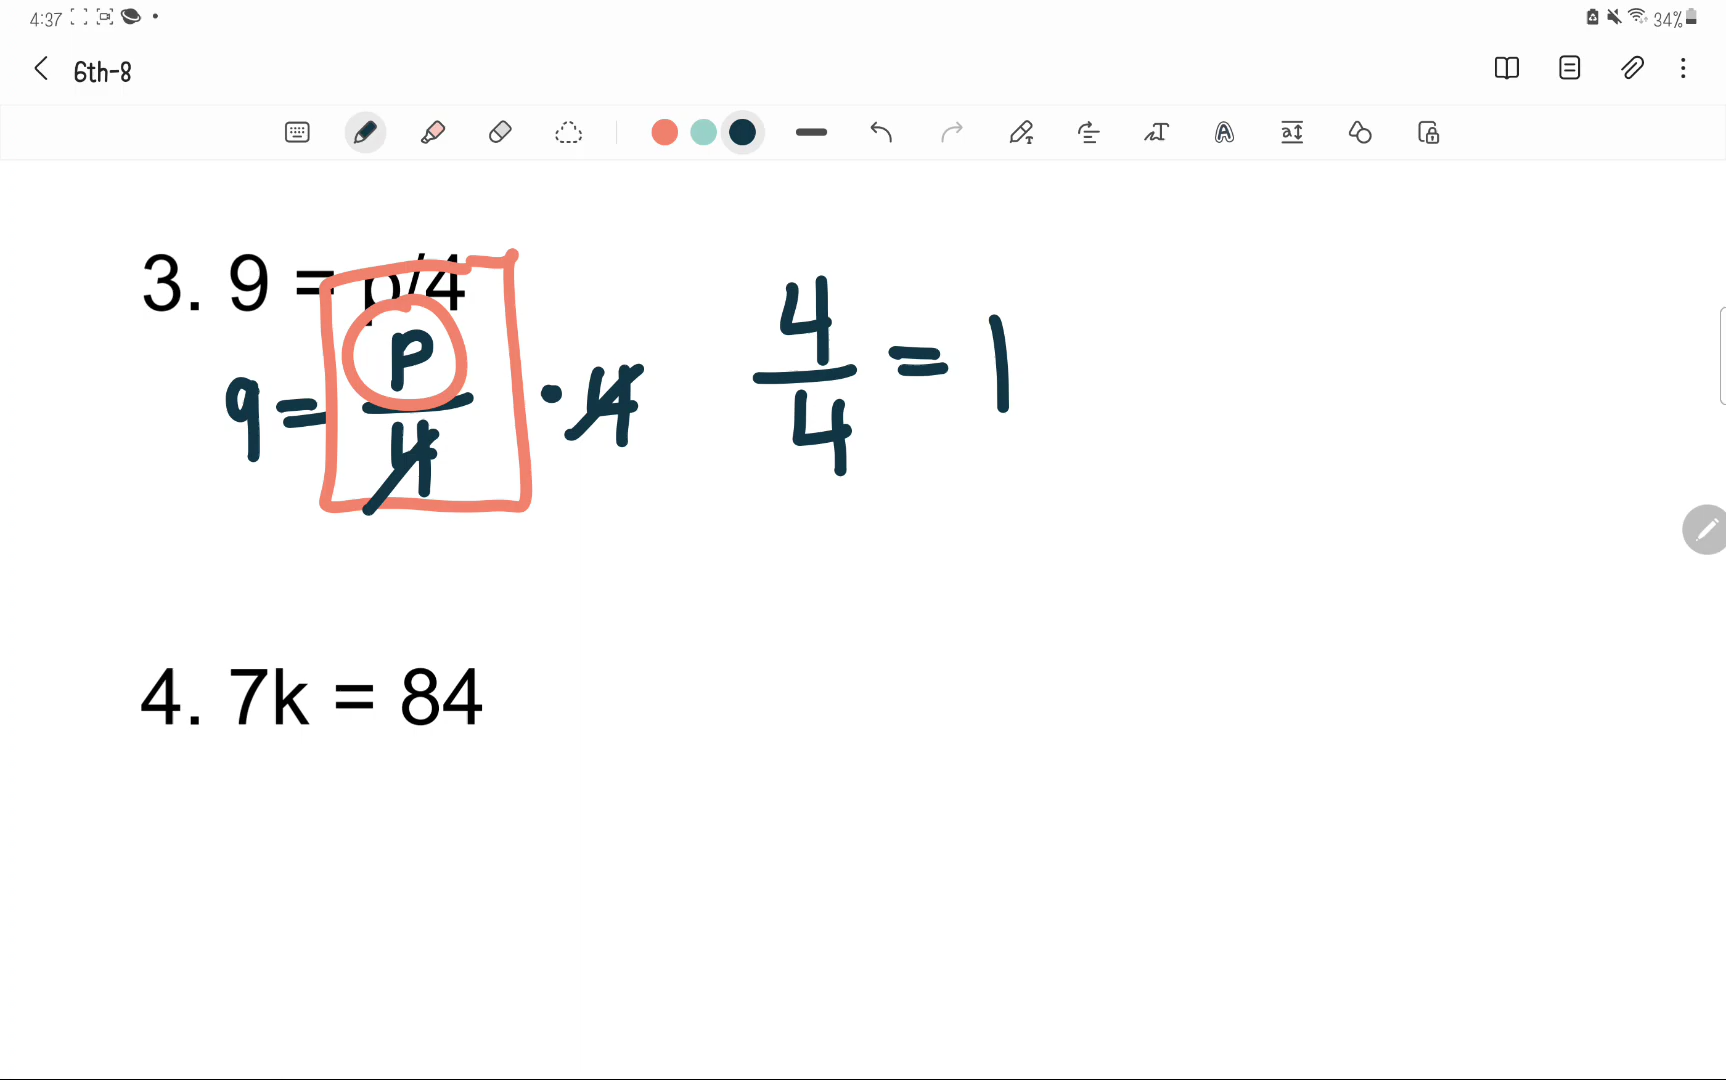 4:37 34%
6th-8
3. 9 = p/4
9 = p/4 · 4 4/4 = 1
4. 7k = 84